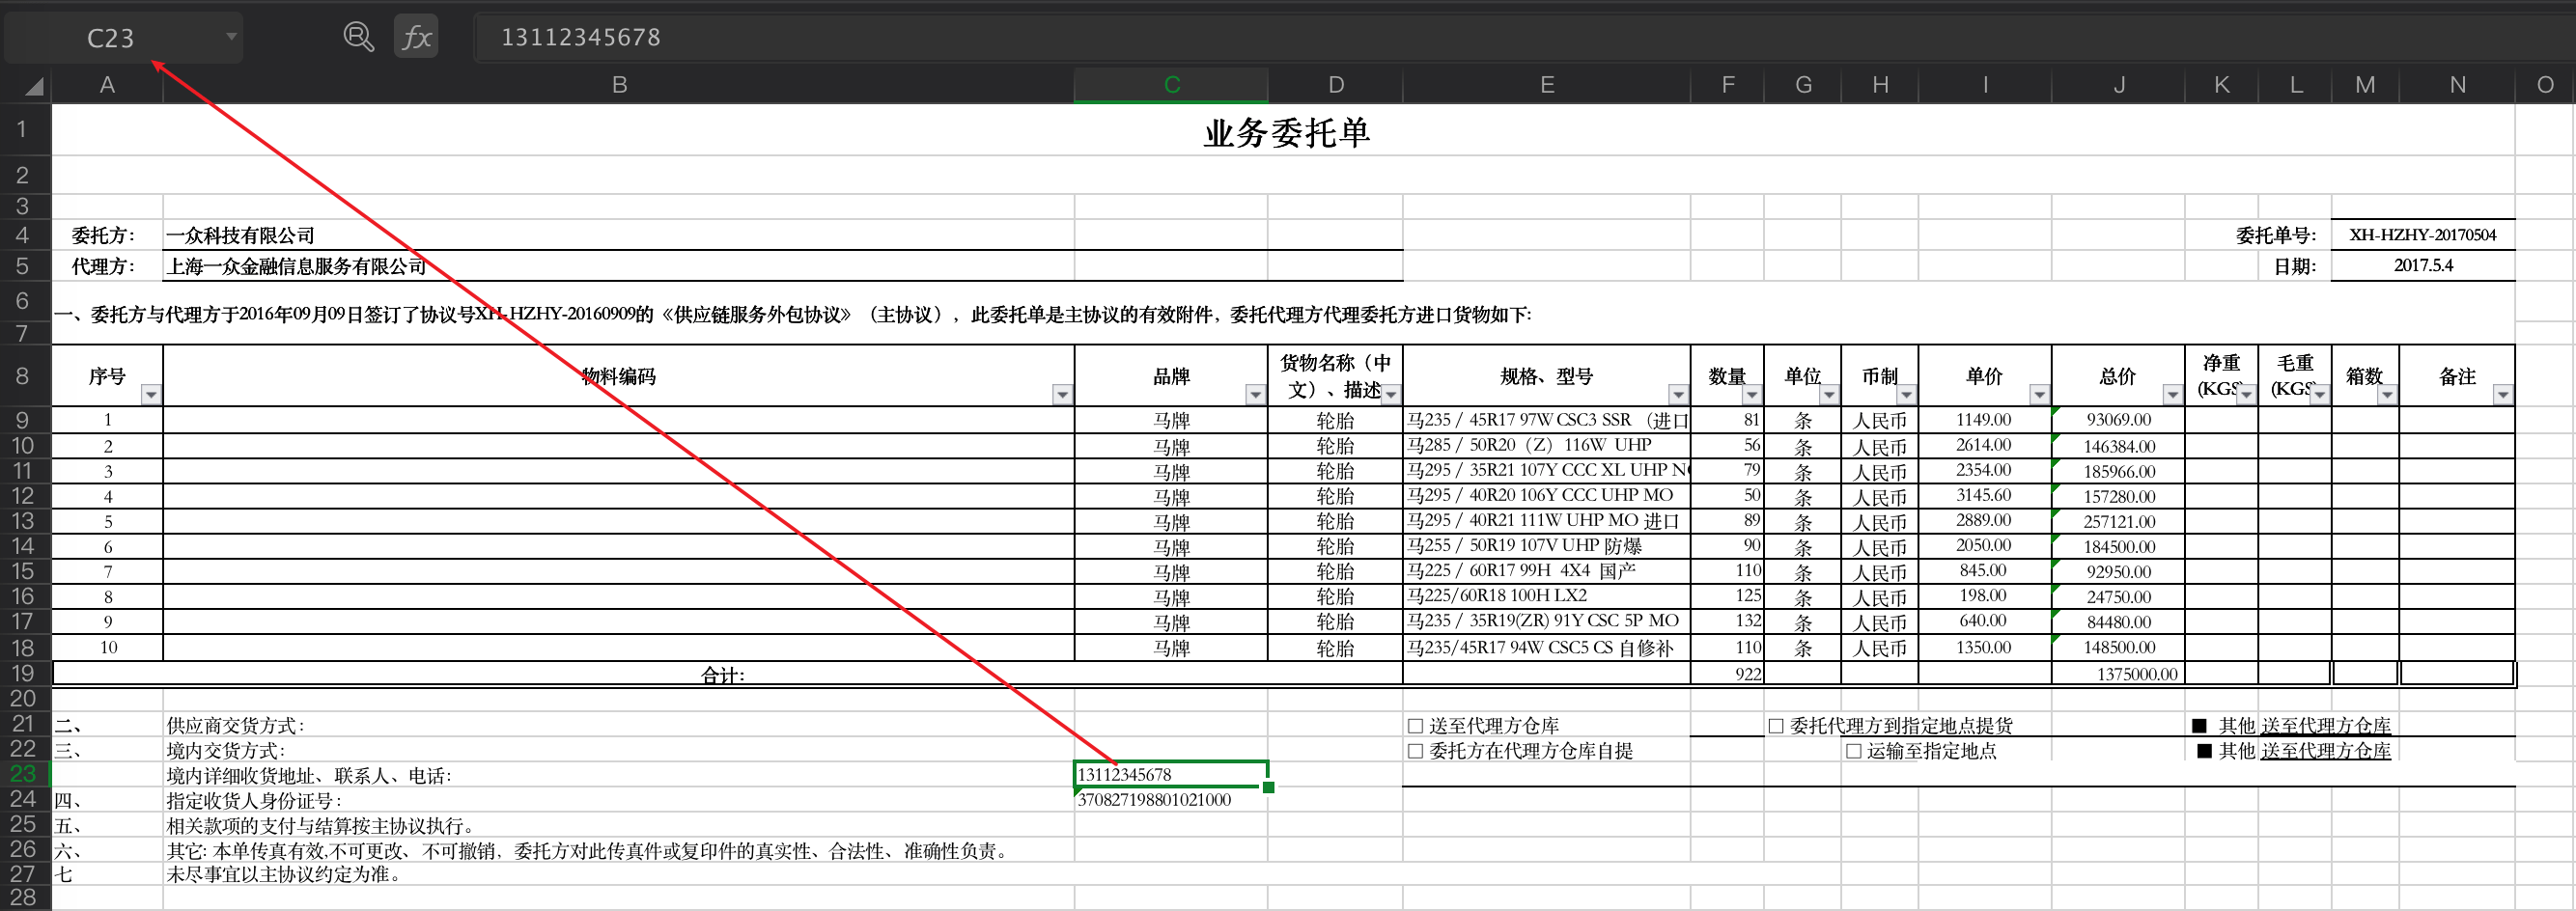 C23 fx 13112345678
A B C D E F G H I J K L M N O
1 业务委托单
2
3
4 委托方: 一众科技有限公司 委托单号: XH-HZHY-20170504
5 代理方: 上海一众金融信息服务有限公司 日期: 2017.5.4
6 一、委托方与代理方于2016年09月09日签订了协议号XH-HZHY-20160909的《供应链服务外包协议》（主协议）, 此委托单是主协议的有效附件, 委托代理方代理委托方进口货物如下:
7
8 序号 物料编码 品牌 货物名称（中文）、描述 规格、型号 数量 单位 币制 单价 总价 净重(KGS 毛重(KGS 箱数 备注
9 1 马牌 轮胎 马235 / 45R17 97W CSC3 SSR （进口 81 条 人民币 1149.00 93069.00
10 2 马牌 轮胎 马285 / 50R20（Z）116W UHP 56 条 人民币 2614.00 146384.00
11 3 马牌 轮胎 马295 / 35R21 107Y CCC XL UHP N 79 条 人民币 2354.00 185966.00
12 4 马牌 轮胎 马295 / 40R20 106Y CCC UHP MO 50 条 人民币 3145.60 157280.00
13 5 马牌 轮胎 马295 / 40R21 111W UHP MO 进口 89 条 人民币 2889.00 257121.00
14 6 马牌 轮胎 马255 / 50R19 107V UHP 防爆 90 条 人民币 2050.00 184500.00
15 7 马牌 轮胎 马225 / 60R17 99H 4X4 国产 110 条 人民币 845.00 92950.00
16 8 马牌 轮胎 马225/60R18 100H LX2 125 条 人民币 198.00 24750.00
17 9 马牌 轮胎 马235 / 35R19(ZR) 91Y CSC 5P MO 132 条 人民币 640.00 84480.00
18 10 马牌 轮胎 马235/45R17 94W CSC5 CS 自修补 110 条 人民币 1350.00 148500.00
19 合计: 922 1375000.00
20
21 二、 供应商交货方式: □ 送至代理方仓库 □ 委托代理方到指定地点提货 ■ 其他 送至代理方仓库
22 三、 境内交货方式: □ 委托方在代理方仓库自提 □ 运输至指定地点 ■ 其他 送至代理方仓库
23 境内详细收货地址、联系人、电话: 13112345678
24 四、 指定收货人身份证号: 370827198801021000
25 五、 相关款项的支付与结算按主协议执行。
26 六、 其它: 本单传真有效,不可更改、不可撤销, 委托方对此传真件或复印件的真实性、合法性、准确性负责。
27 七 未尽事宜以主协议约定为准。
28